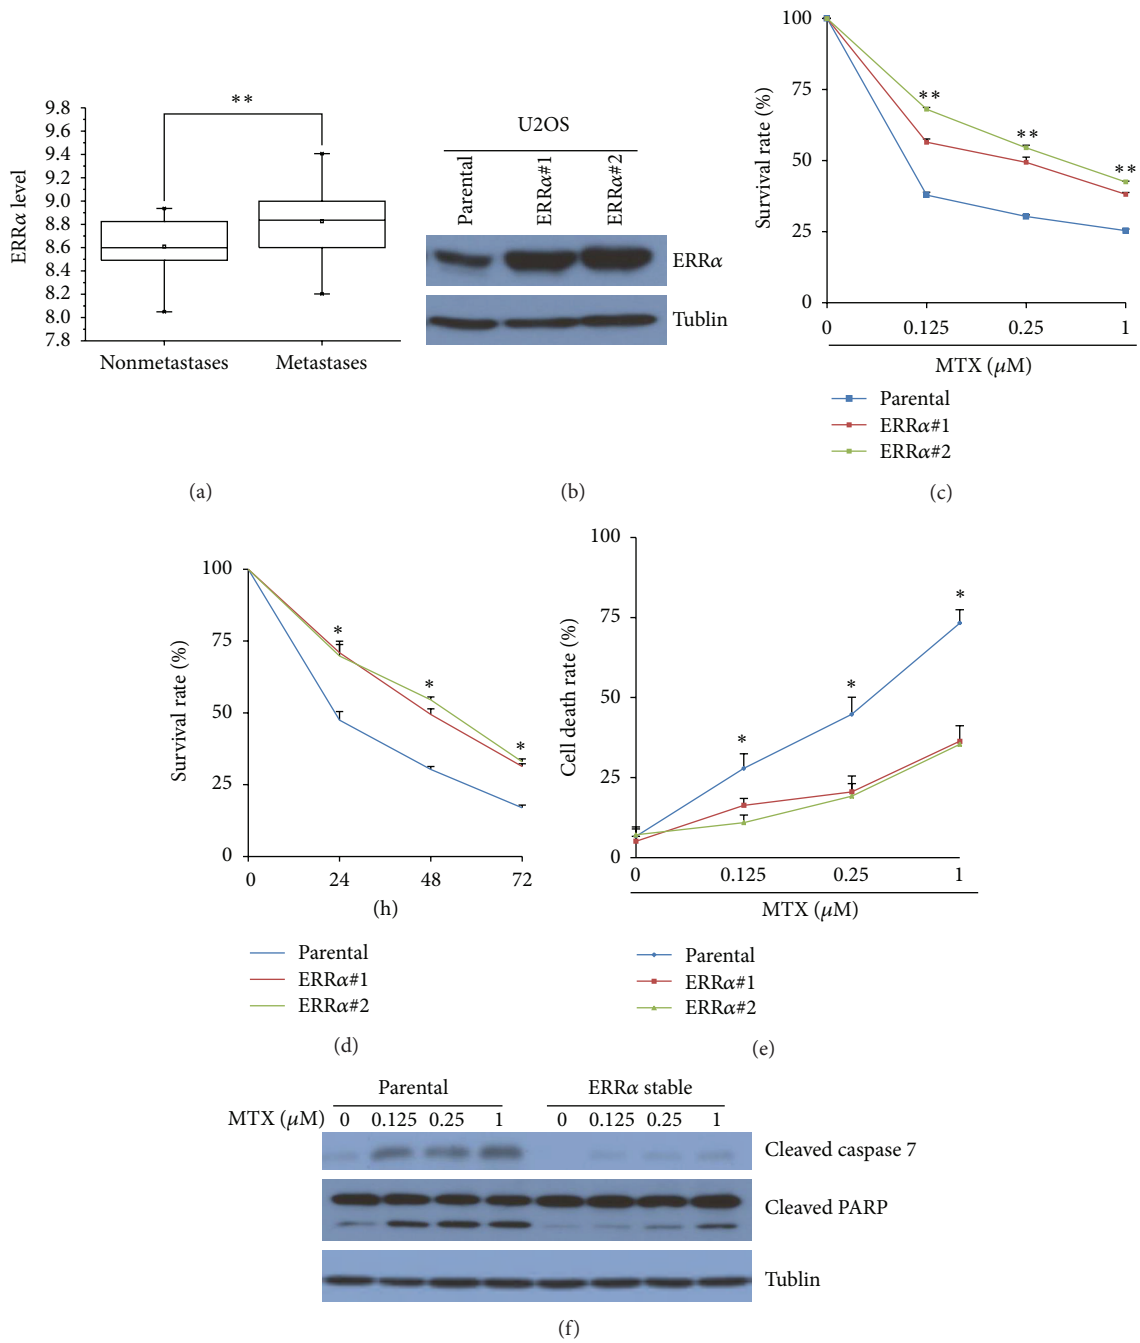 ERRα level
9.8
9.6
9.4
9.2
9.0
8.8
8.6
8.4
8.2
8.0
7.8
**
Nonmetastases
Metastases
(a)
U2OS
Parental
ERRα#1
ERRα#2
ERRα
Tublin
(b)
Survival rate (%)
100
75
50
25
0
**
**
**
0
0.125
0.25
1
MTX (μM)
Parental
ERRα#1
ERRα#2
(c)
Survival rate (%)
100
75
50
25
0
*
*
*
0
24
48
72
(h)
Parental
ERRα#1
ERRα#2
(d)
Cell death rate (%)
100
75
50
25
0
*
*
*
0
0.125
0.25
1
MTX (μM)
Parental
ERRα#1
ERRα#2
(e)
Parental
ERRα stable
MTX (μM) 0 0.125 0.25 1 0 0.125 0.25 1
Cleaved caspase 7
Cleaved PARP
Tublin
(f)